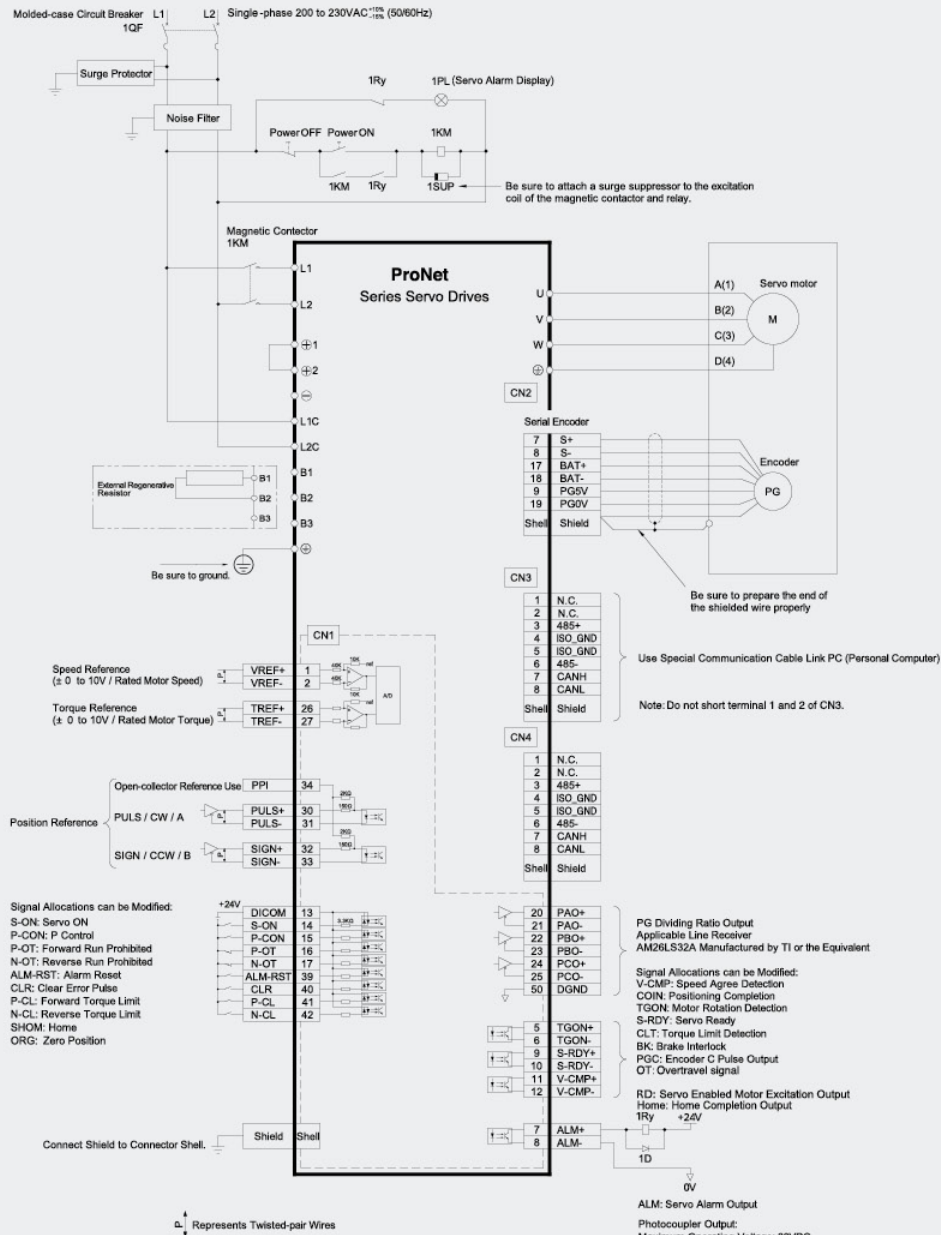 Molded-case Circuit Breaker
1QF
L1
L2
Single-phase 200 to 230VAC +10% -15% (50/60Hz)
Surge Protector
Noise Filter
1Ry
1PL (Servo Alarm Display)
Power OFF
Power ON
1KM
1KM
1Ry
1SUP
Be sure to attach a surge suppressor to the excitation
coil of the magnetic contactor and relay.
Magnetic Contector
1KM
ProNet
Series Servo Drives
L1
L2
⊕1
⊕2
⊖
L1C
L2C
B1
B2
B3
External Regenerative
Resistor
B1
B2
B3
Be sure to ground.
U
V
W
A(1)
B(2)
C(3)
D(4)
Servo motor
M
CN2
Serial Encoder
7 S+
8 S-
17 BAT+
18 BAT-
9 PG5V
19 PG0V
Shell Shield
Encoder
PG
Be sure to prepare the end of
the shielded wire properly
CN3
1 N.C.
2 N.C.
3 485+
4 ISO_GND
5 ISO_GND
6 485-
7 CANH
8 CANL
Shell Shield
Use Special Communication Cable Link PC (Personal Computer)
Note: Do not short terminal 1 and 2 of CN3.
CN4
1 N.C.
2 N.C.
3 485+
4 ISO_GND
5 ISO_GND
6 485-
7 CANH
8 CANL
Shell Shield
CN1
Speed Reference
(± 0 to 10V / Rated Motor Speed)
P
VREF+ 1
VREF- 2
40K
40K
10K
ref
A/D
Torque Reference
(± 0 to 10V / Rated Motor Torque)
P
TREF+ 26
TREF- 27
10K
ref
Position Reference
Open-collector Reference Use
PPI 34
2KΩ
PULS / CW / A
P
PULS+ 30
PULS- 31
150Ω
2KΩ
SIGN / CCW / B
P
SIGN+ 32
SIGN- 33
150Ω
Signal Allocations can be Modified:
S-ON: Servo ON
P-CON: P Control
P-OT: Forward Run Prohibited
N-OT: Reverse Run Prohibited
ALM-RST: Alarm Reset
CLR: Clear Error Pulse
P-CL: Forward Torque Limit
N-CL: Reverse Torque Limit
SHOM: Home
ORG: Zero Position
+24V
DICOM 13
S-ON 14
P-CON 15
P-OT 16
N-OT 17
ALM-RST 39
CLR 40
P-CL 41
N-CL 42
3.3KΩ
Connect Shield to Connector Shell.
Shield Shell
20 PAO+
21 PAO-
22 PBO+
23 PBO-
24 PCO+
25 PCO-
50 DGND
PG Dividing Ratio Output
Applicable Line Receiver
AM26LS32A Manufactured by TI or the Equivalent
Signal Allocations can be Modified:
V-CMP: Speed Agree Detection
COIN: Positioning Completion
TGON: Motor Rotation Detection
S-RDY: Servo Ready
CLT: Torque Limit Detection
BK: Brake Interlock
PGC: Encoder C Pulse Output
OT: Overtravel signal
RD: Servo Enabled Motor Excitation Output
Home: Home Completion Output
5 TGON+
6 TGON-
9 S-RDY+
10 S-RDY-
11 V-CMP+
12 V-CMP-
7 ALM+
8 ALM-
1Ry
+24V
1D
0V
ALM: Servo Alarm Output
P Represents Twisted-pair Wires
Photocoupler Output: